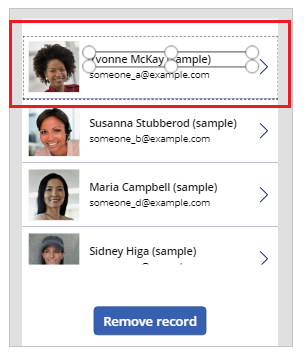 Yvonne McKay (sample)
someone_a@example.com
Susanna Stubberod (sample)
someone_b@example.com
Maria Campbell (sample)
someone_d@example.com
Sidney Higa (sample)
Remove record